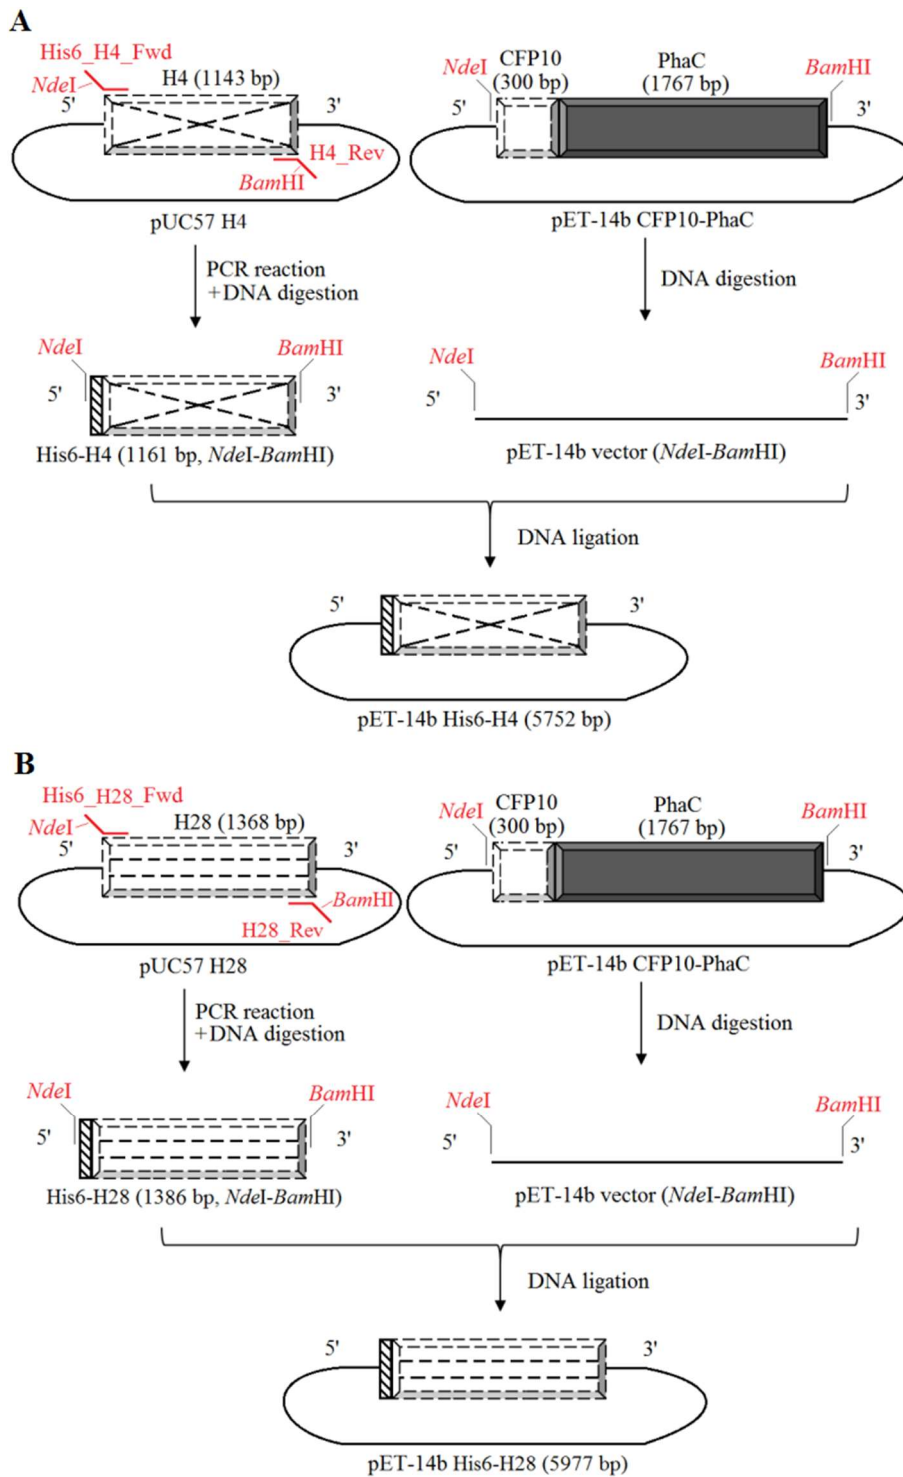 A
His6_H4_Fwd
NdeI
H4 (1143 bp)
5'
3'
H4_Rev
BamHI
pUC57 H4
CFP10
(300 bp)
PhaC
(1767 bp)
NdeI
BamHI
5'
3'
pET-14b CFP10-PhaC
PCR reaction
+DNA digestion
DNA digestion
NdeI
BamHI
5'
3'
His6-H4 (1161 bp, NdeI-BamHI)
NdeI
BamHI
5'
3'
pET-14b vector (NdeI-BamHI)
DNA ligation
5'
3'
pET-14b His6-H4 (5752 bp)
B
His6_H28_Fwd
NdeI
H28 (1368 bp)
5'
3'
BamHI
H28_Rev
pUC57 H28
CFP10
(300 bp)
PhaC
(1767 bp)
NdeI
BamHI
5'
3'
pET-14b CFP10-PhaC
PCR reaction
+DNA digestion
DNA digestion
NdeI
BamHI
5'
3'
His6-H28 (1386 bp, NdeI-BamHI)
NdeI
BamHI
5'
3'
pET-14b vector (NdeI-BamHI)
DNA ligation
5'
3'
pET-14b His6-H28 (5977 bp)